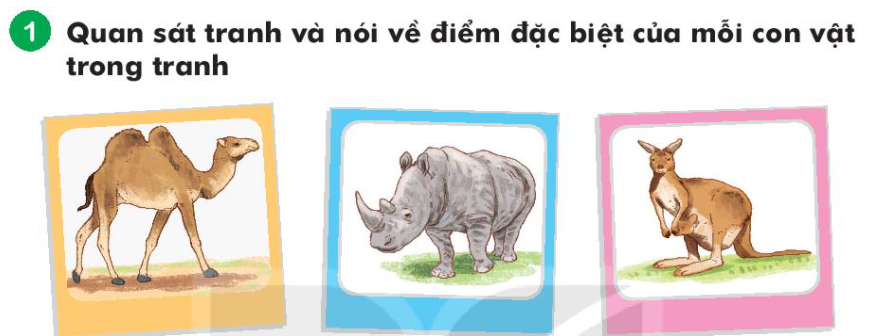 1 Quan sát tranh và nói về điểm đặc biệt của mỗi con vật
trong tranh